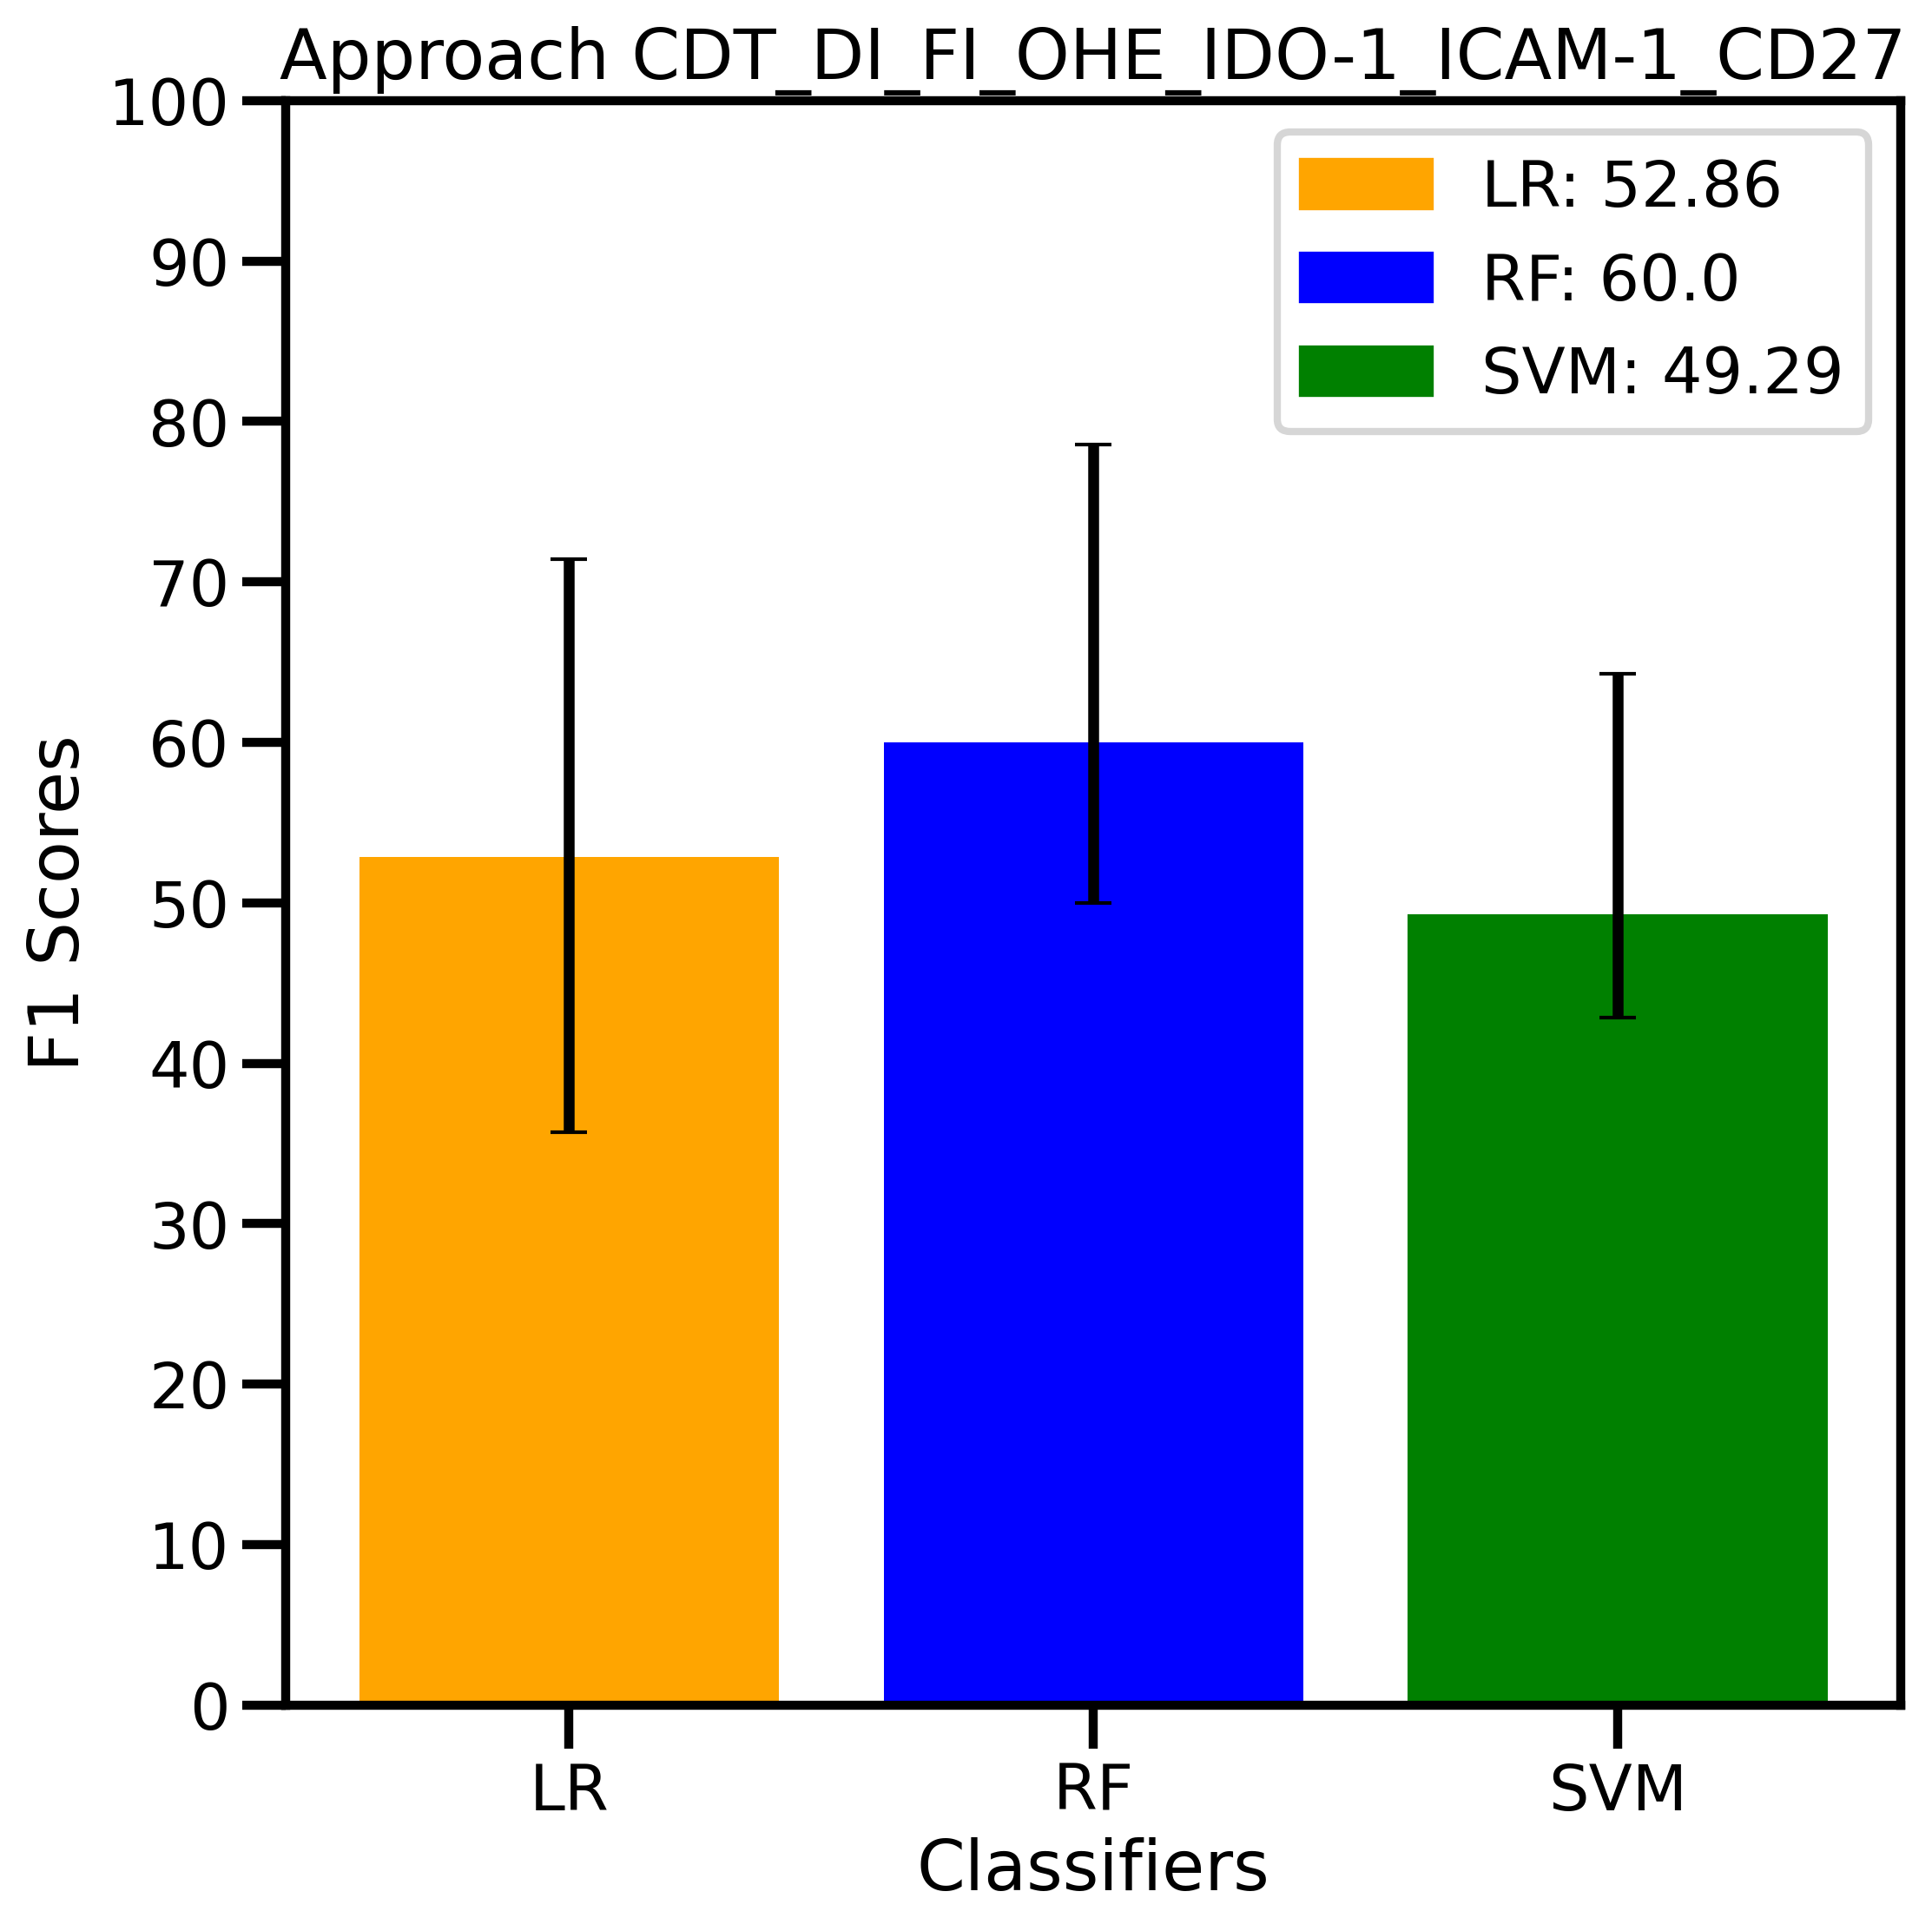 Approach CDT_DI_FI_OHE_IDO-1_ICAM-1_CD27
100
90
80
70
60
50
40
30
20
10
0
F1 Scores
LR: 52.86
RF: 60.0
SVM: 49.29
LR
RF
SVM
Classifiers